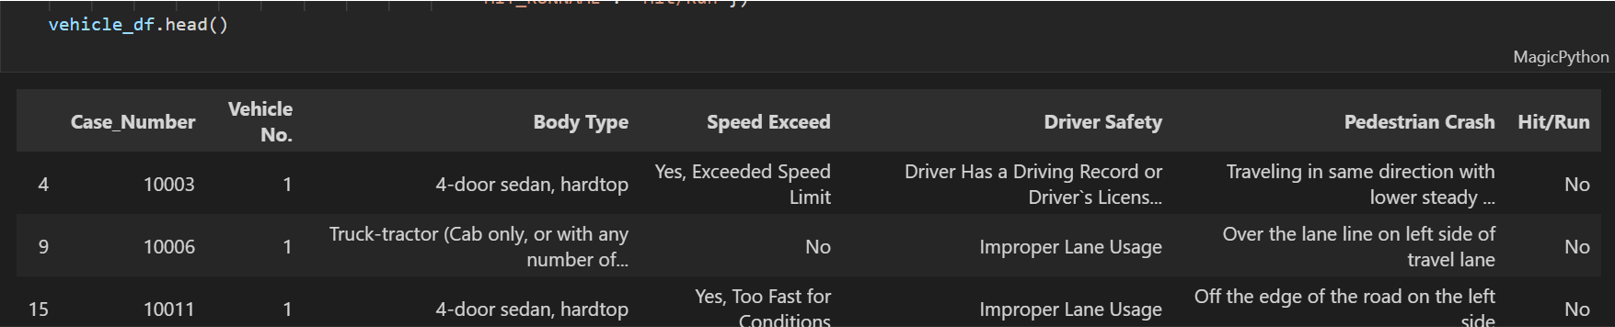 vehicle_df.head()
MagicPython
Case_Number Vehicle No. Body Type Speed Exceed Driver Safety Pedestrian Crash Hit/Run
4 10003 1 4-door sedan, hardtop Yes, Exceeded Speed Limit Driver Has a Driving Record or Driver`s Licens... Traveling in same direction with lower steady ... No
9 10006 1 Truck-tractor (Cab only, or with any number of... No Improper Lane Usage Over the lane line on left side of travel lane No
15 10011 1 4-door sedan, hardtop Yes, Too Fast for Conditions Improper Lane Usage Off the edge of the road on the left side No